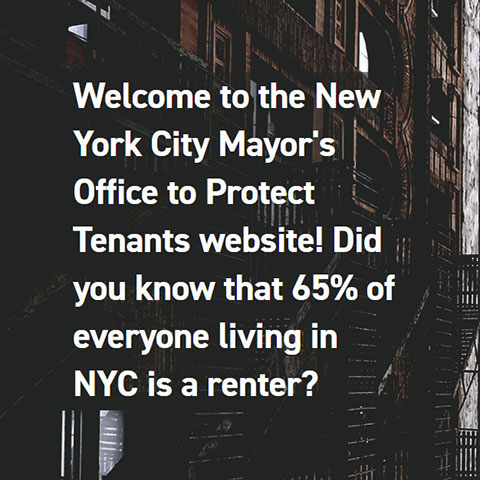 Welcome to the New
York City Mayor's
Office to Protect
Tenants website! Did
you know that 65% of
everyone living in
NYC is a renter?